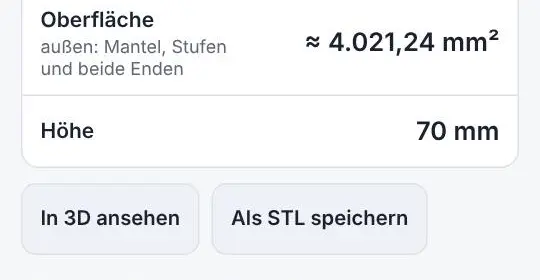 Oberfläche
außen: Mantel, Stufen
und beide Enden
≈ 4.021,24 mm²
Höhe
70 mm
In 3D ansehen
Als STL speichern